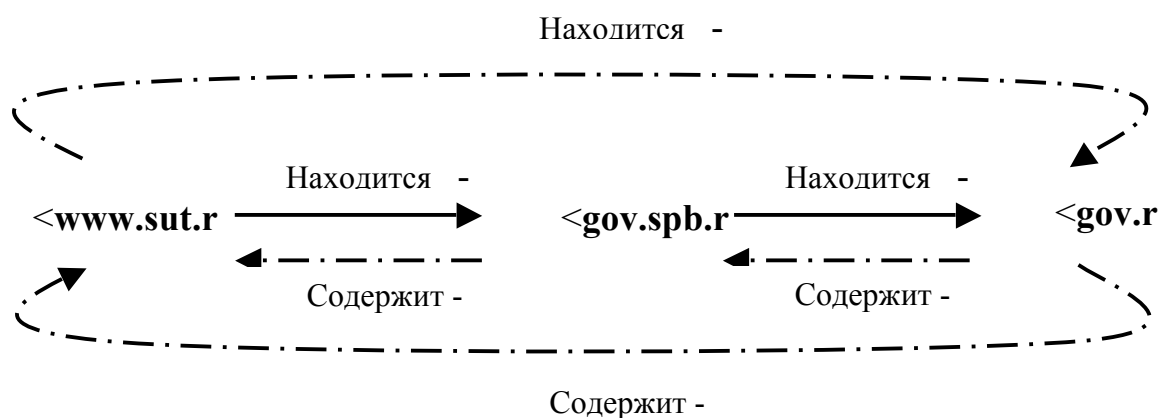 Находится -
Находится - Находится -
<www.sut.r <gov.spb.r <gov.r
Содержит - Содержит -
Содержит -